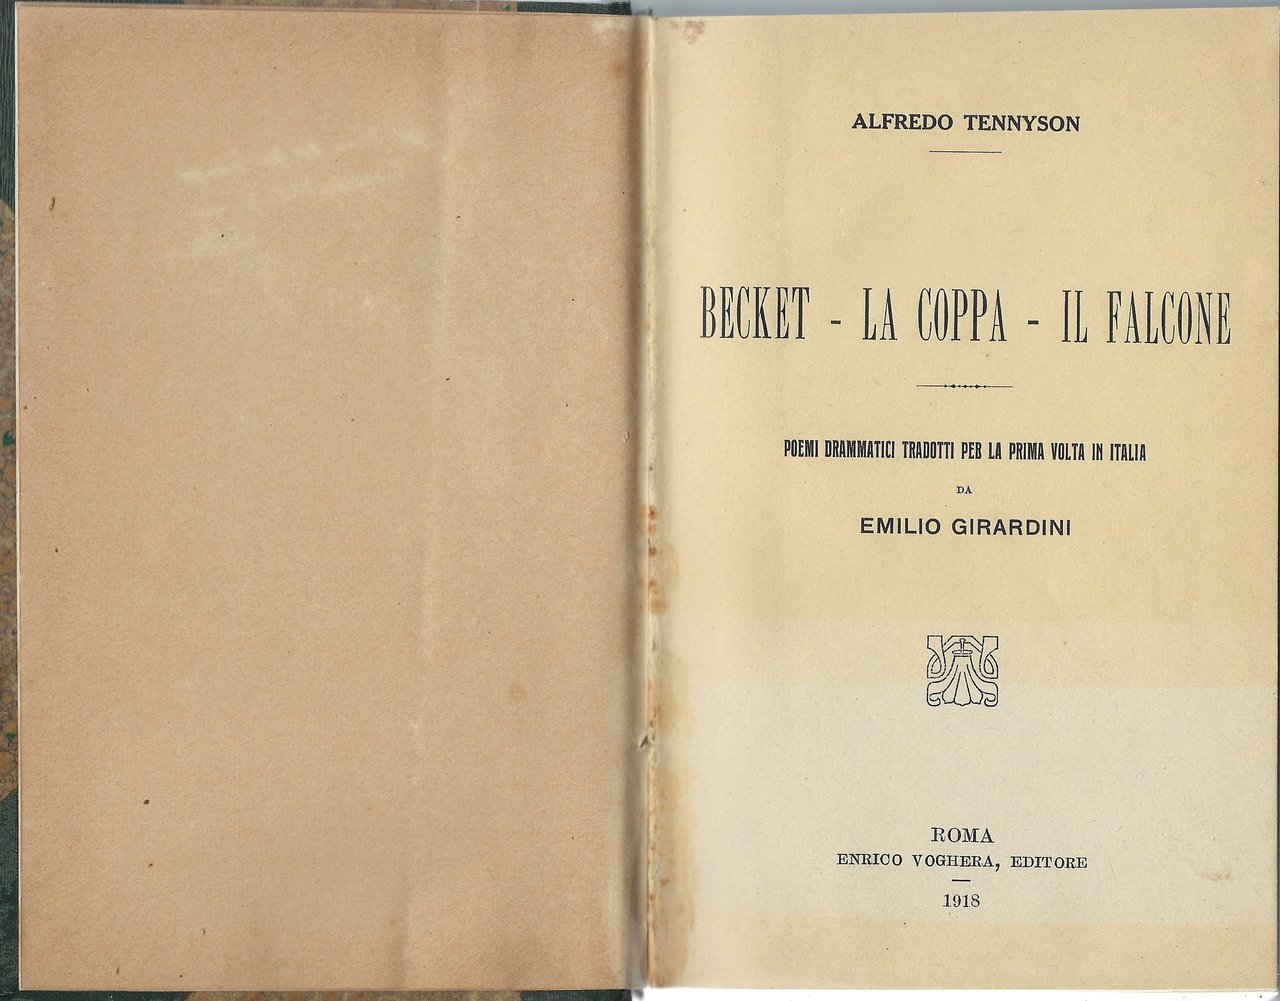 ALFREDO TENNYSON
BECKET - LA COPPA - IL FALCONE
POEMI DRAMMATICI TRADOTTI PEB LA PRIMA VOLTA IN ITALIA
DA
EMILIO GIRARDINI
ROMA
ENRICO VOGHERA, EDITORE
1918